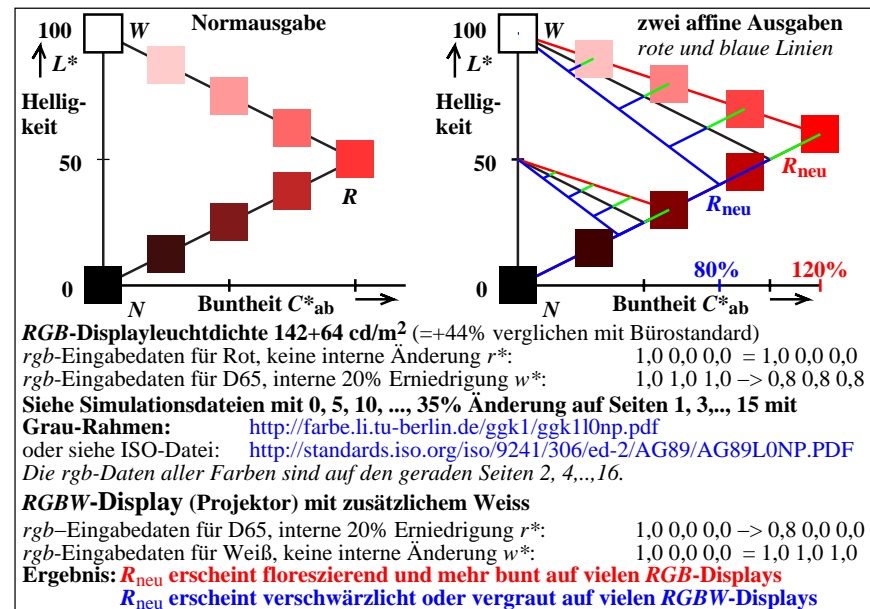 Normausgabe
100
W
L*
Hellig-
keit
50
R
0
N
Buntheit C*ab
zwei affine Ausgaben
rote und blaue Linien
100
W
L*
Hellig-
keit
50
Rneu
Rneu
80%
120%
0
N
Buntheit C*ab
RGB-Displayleuchtdichte 142+64 cd/m² (=+44% verglichen mit Bürostandard)
rgb-Eingabedaten für Rot, keine interne Änderung r*: 1,0 0,0 0,0 = 1,0 0,0 0,0
rgb-Eingabedaten für D65, interne 20% Erniedrigung w*: 1,0 1,0 1,0 –> 0,8 0,8 0,8
Siehe Simulationsdateien mit 0, 5, 10, ..., 35% Änderung auf Seiten 1, 3,.., 15 mit
Grau-Rahmen: http://farbe.li.tu-berlin.de/ggk1/ggk1l0np.pdf
oder siehe ISO-Datei: http://standards.iso.org/iso/9241/306/ed-2/AG89/AG89L0NP.PDF
Die rgb-Daten aller Farben sind auf den geraden Seiten 2, 4,..,16.
RGBW-Display (Projektor) mit zusätzlichem Weiss
rgb–Eingabedaten für D65, interne 20% Erniedrigung r*: 1,0 0,0 0,0 –> 0,8 0,0 0,0
rgb-Eingabedaten für Weiß, keine interne Änderung w*: 1,0 0,0 0,0 = 1,0 1,0 1,0
Ergebnis: Rneu erscheint floreszierend und mehr bunt auf vielen RGB-Displays
Rneu erscheint verschwärzlicht oder vergraut auf vielen RGBW-Displays